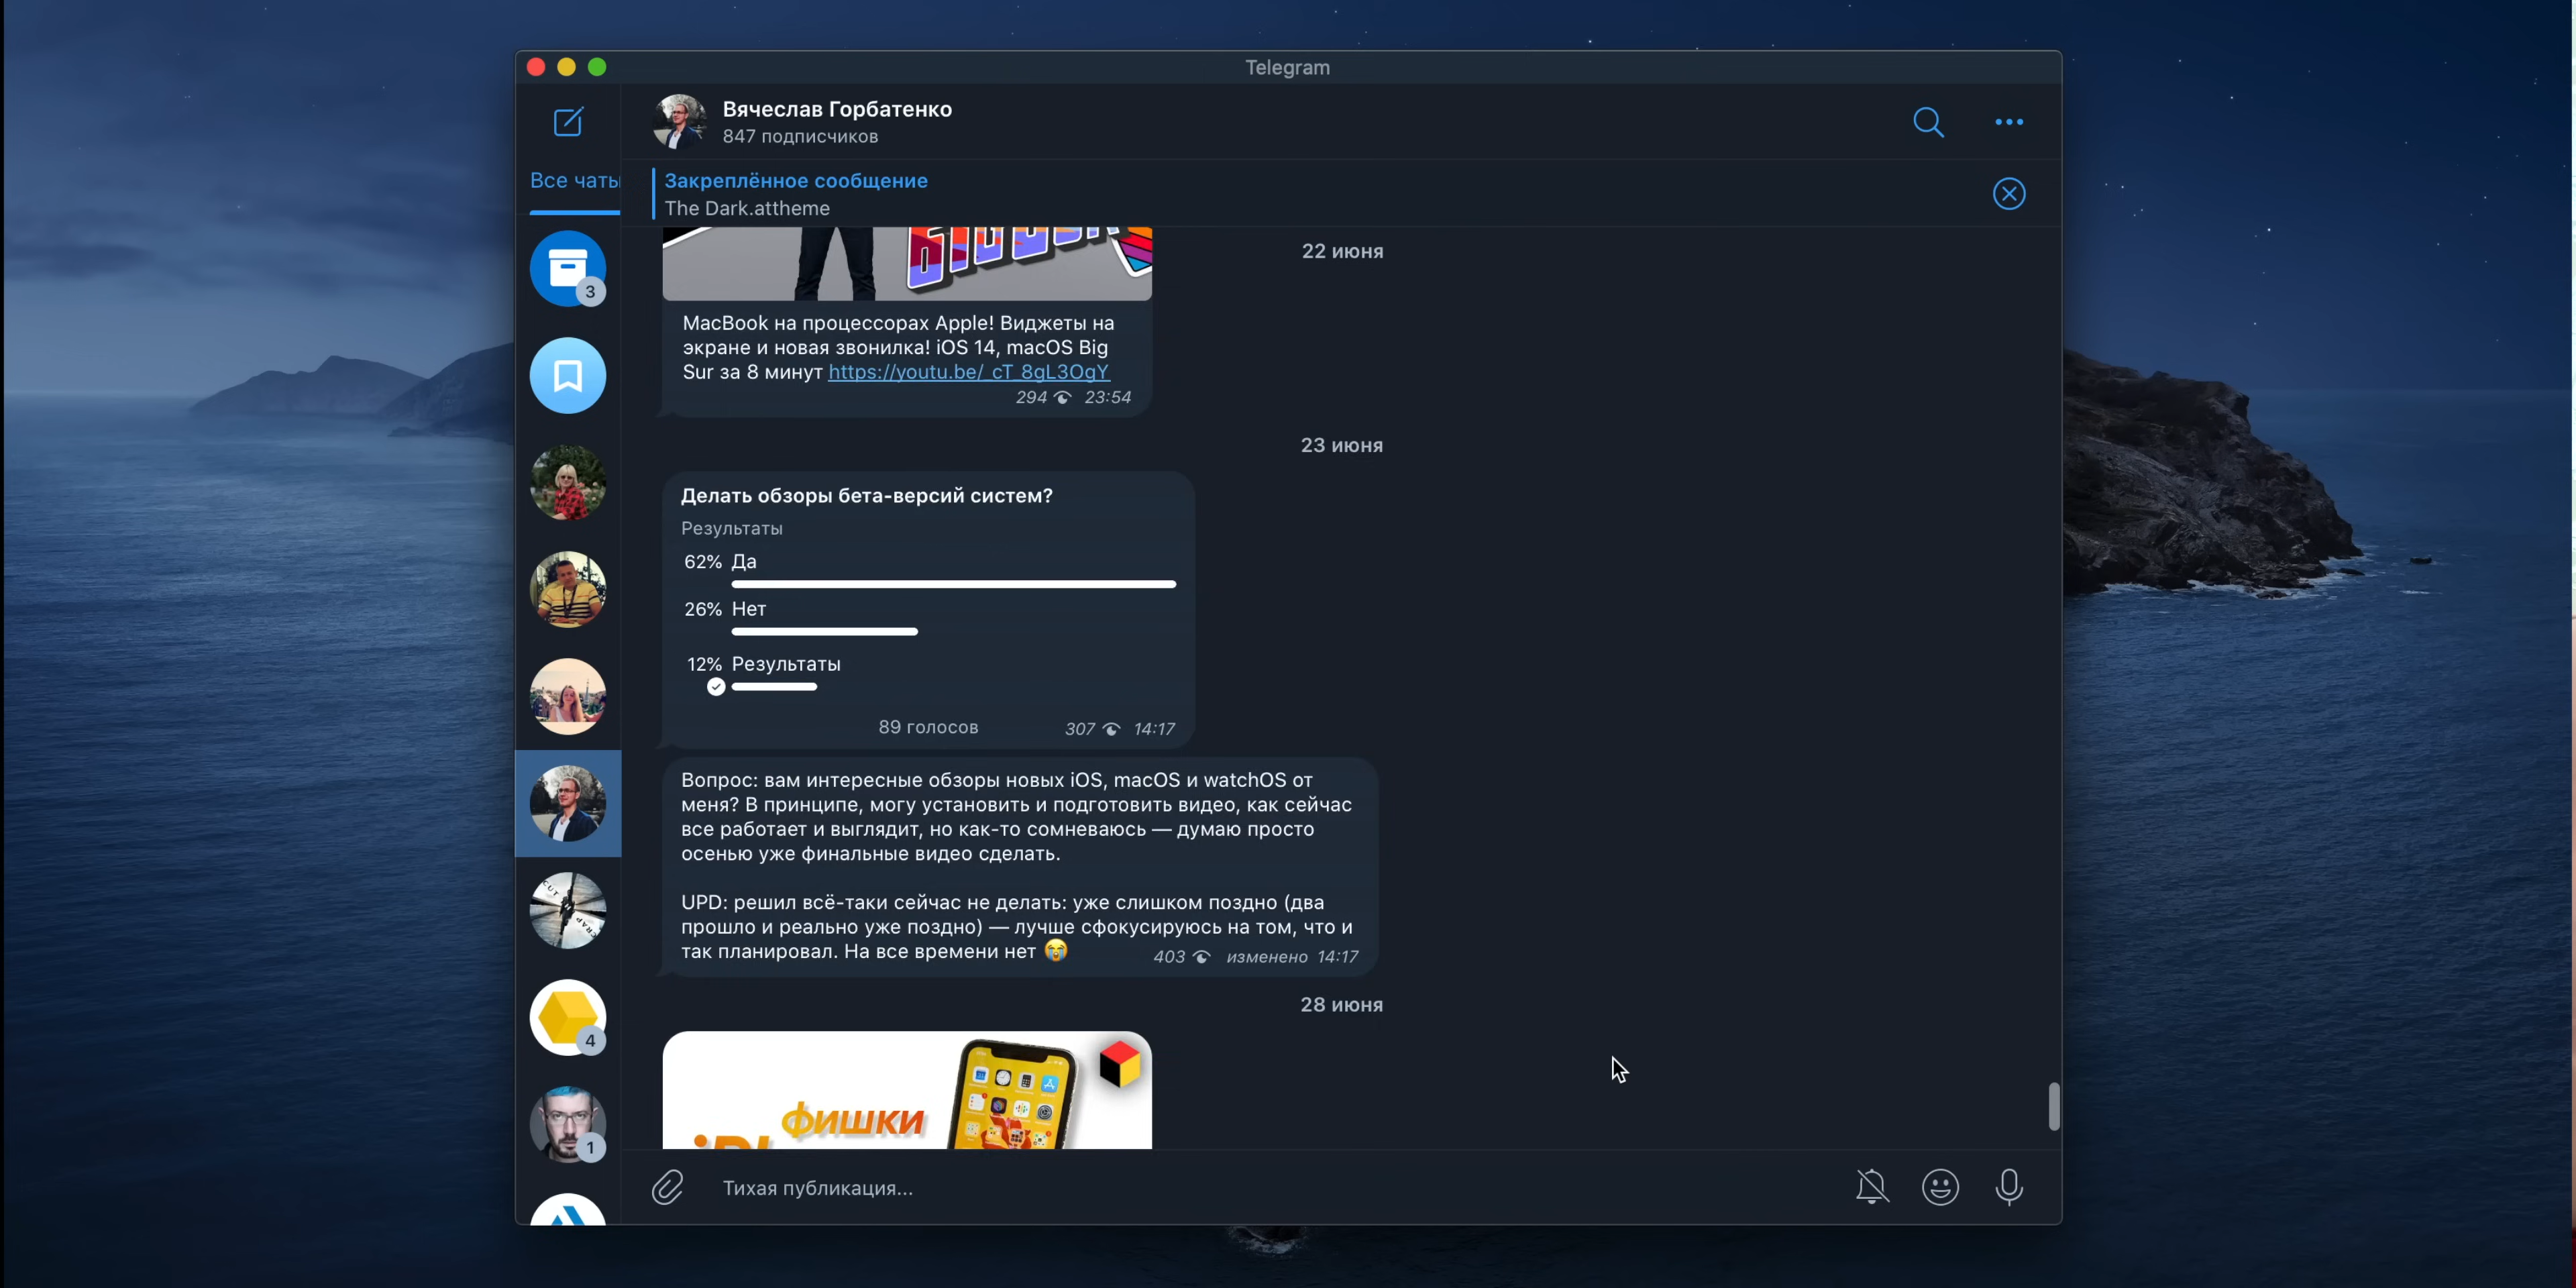 Telegram
Вячеслав Горбатенко
847 подписчиков
Все чаты
Закреплённое сообщение
The Dark.attheme
22 июня
3
MacBook на процессорах Apple! Виджеты на
экране и новая звонилка! iOS 14, macOS Big
Sur за 8 минут https://youtu.be/_cT_8gL3OgY
294 23:54
23 июня
Делать обзоры бета-версий систем?
Результаты
62% Да
26% Нет
12% Результаты
89 голосов
307 14:17
Вопрос: вам интересные обзоры новых iOS, macOS и watchOS от
меня? В принципе, могу установить и подготовить видео, как сейчас
все работает и выглядит, но как-то сомневаюсь — думаю просто
осенью уже финальные видео сделать.
UPD: решил всё-таки сейчас не делать: уже слишком поздно (два
прошло и реально уже поздно) — лучше сфокусируюсь на том, что и
так планировал. На все времени нет 😭
403 изменено 14:17
28 июня
4
фишки
1
Тихая публикация...